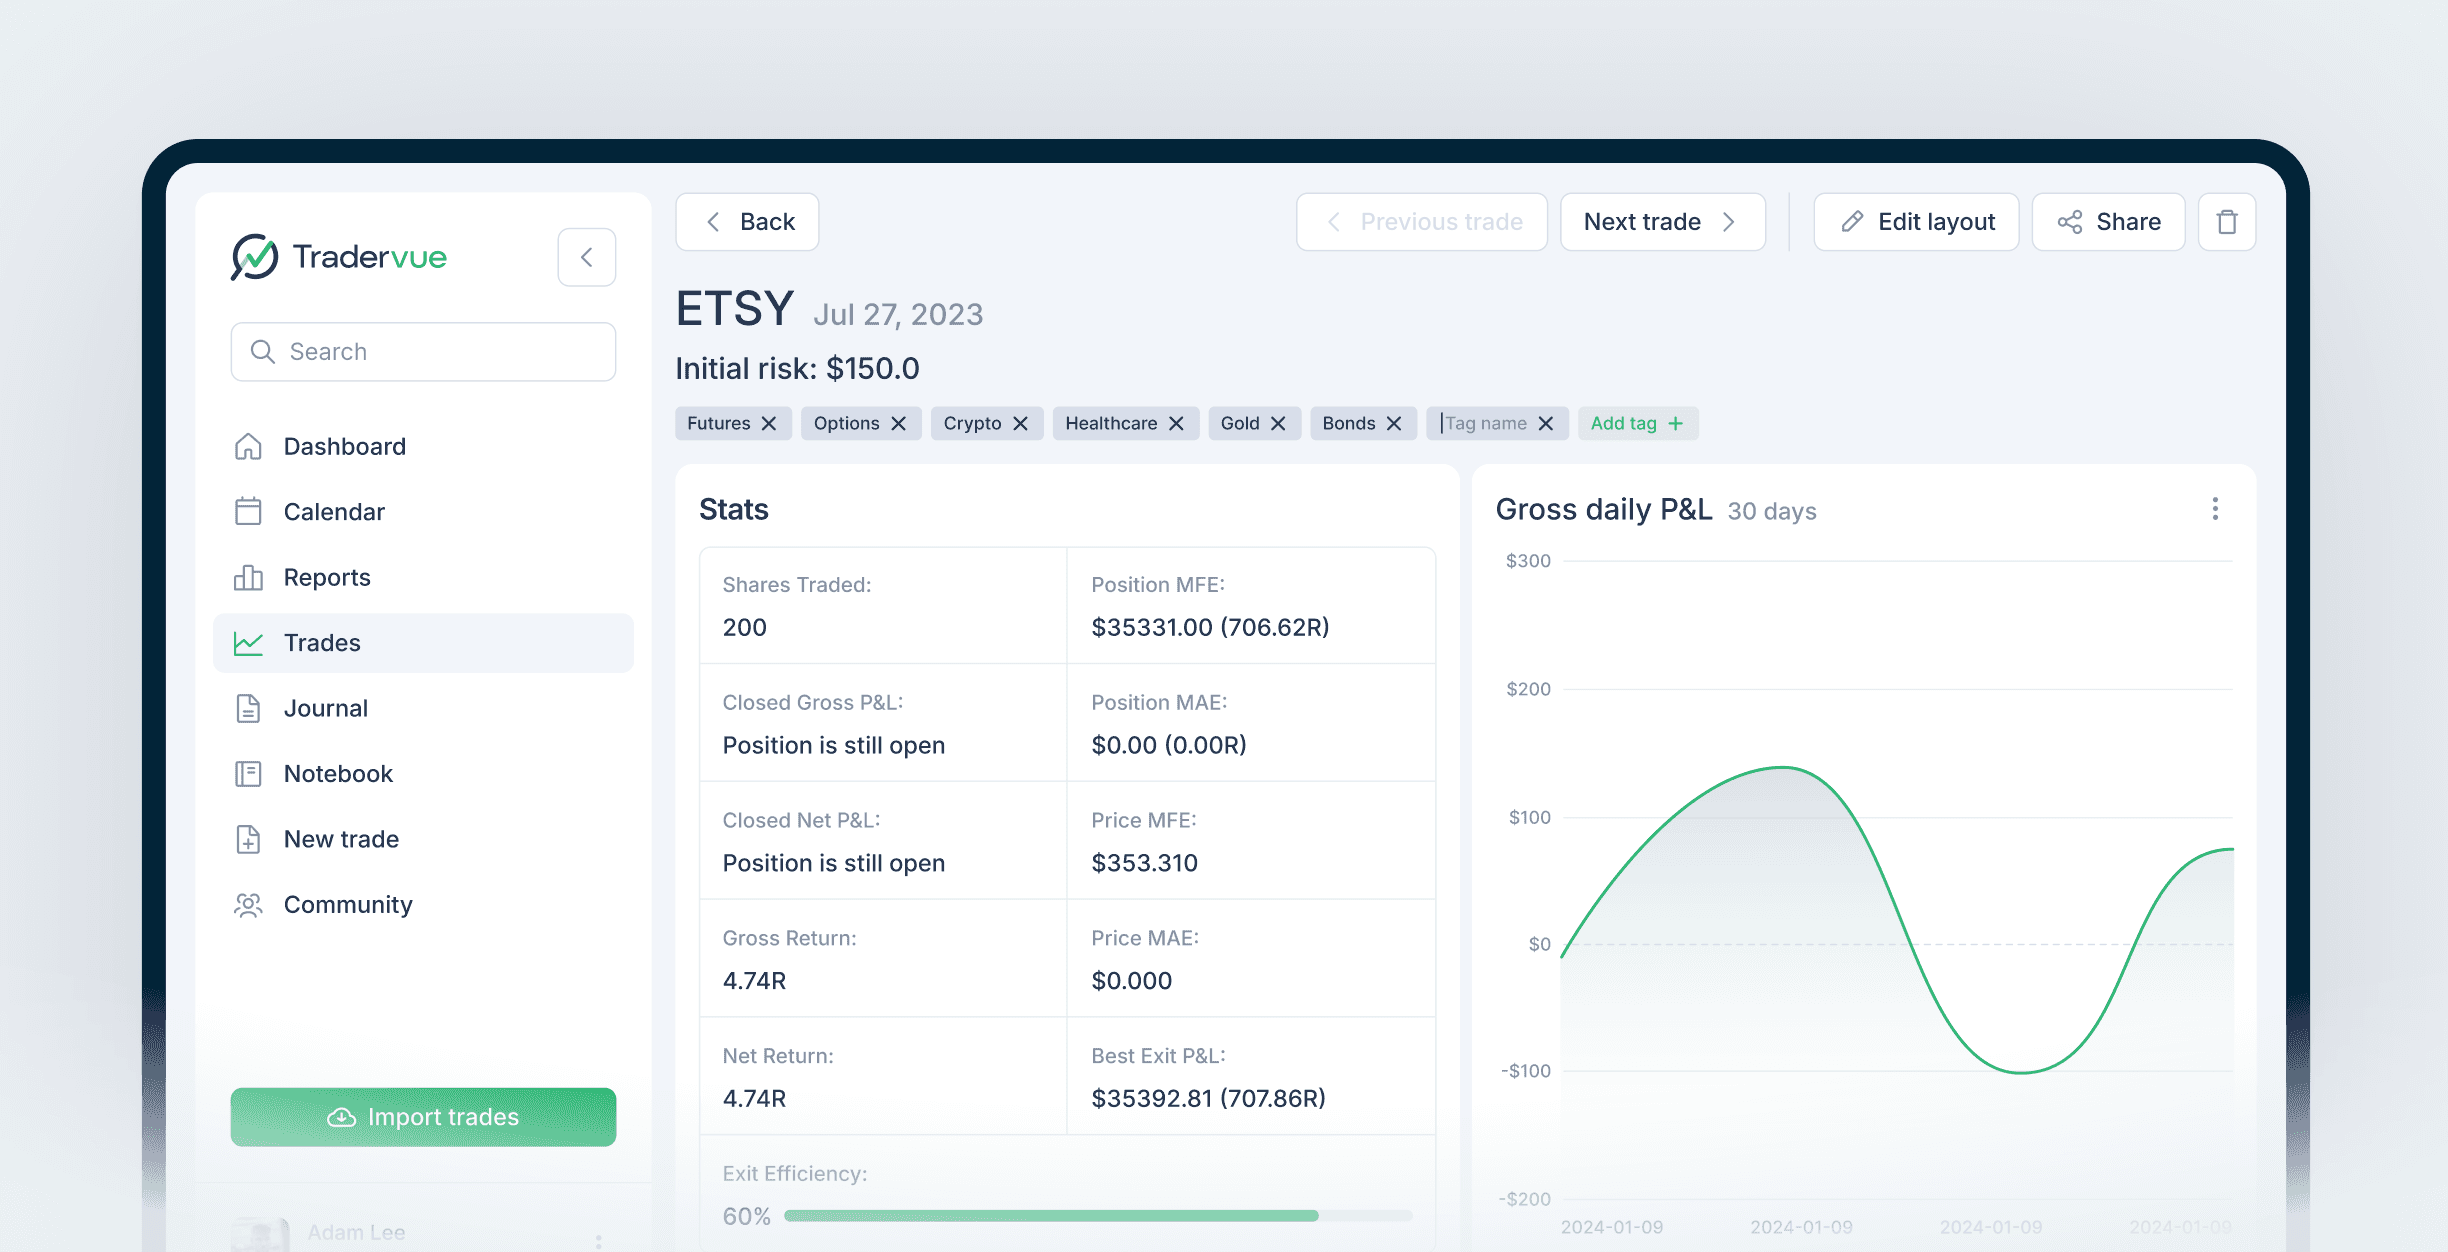 Tradervue
Search
Dashboard
Calendar
Reports
Trades
Journal
Notebook
New trade
Community
Import trades
Adam Lee
Back
Previous trade
Next trade
Edit layout
Share
ETSY Jul 27, 2023
Initial risk: $150.0
Futures Options Crypto Healthcare Gold Bonds Tag name Add tag +
Stats
Shares Traded:
200
Position MFE:
$35331.00 (706.62R)
Closed Gross P&L:
Position is still open
Position MAE:
$0.00 (0.00R)
Closed Net P&L:
Position is still open
Price MFE:
$353.310
Gross Return:
4.74R
Price MAE:
$0.000
Net Return:
4.74R
Best Exit P&L:
$35392.81 (707.86R)
Exit Efficiency:
60%
Gross daily P&L 30 days
$300
$200
$100
$0
-$100
-$200
2024-01-09 2024-01-09 2024-01-09 2024-01-09